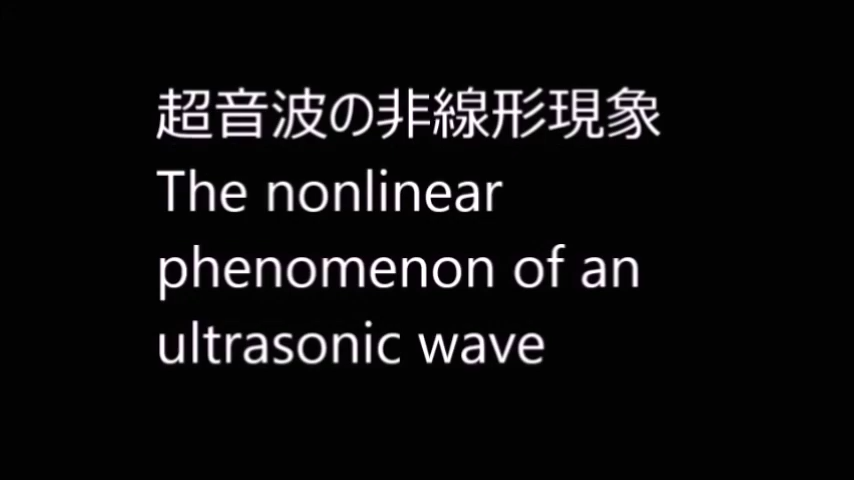 超音波の非線形現象
The nonlinear
phenomenon of an
ultrasonic wave